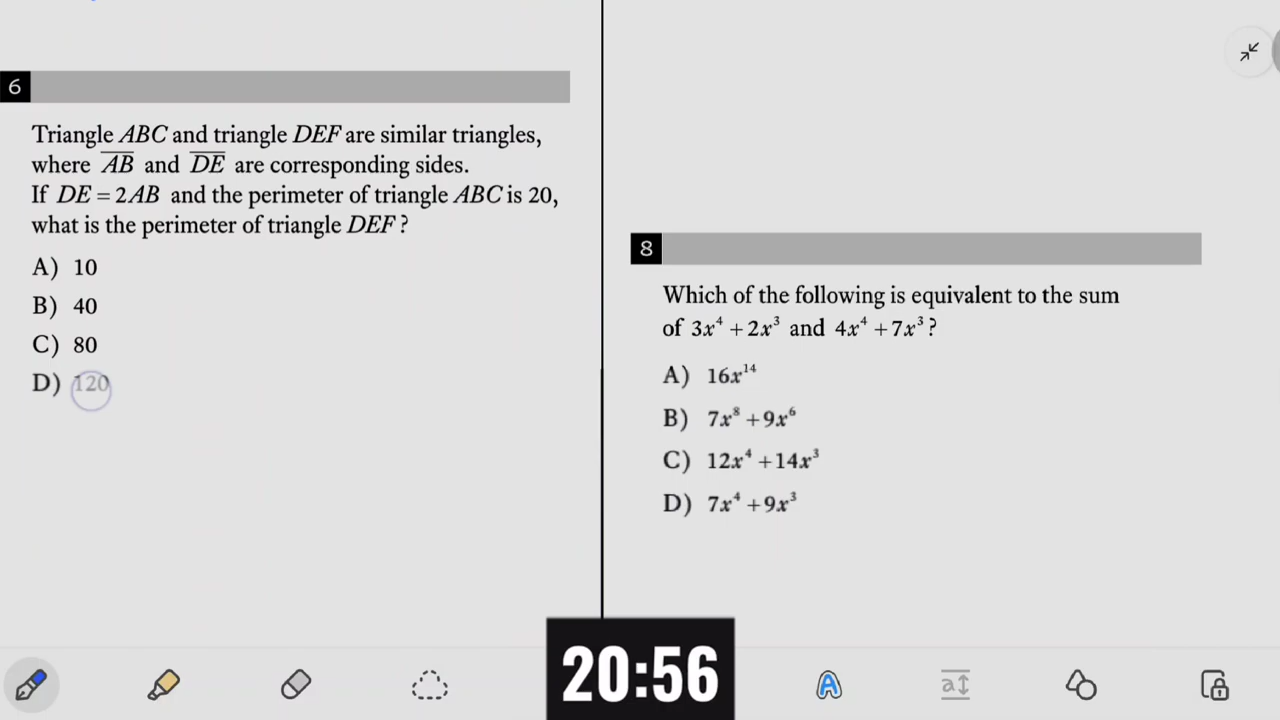 6
Triangle ABC and triangle DEF are similar triangles,
where AB and DE are corresponding sides.
If DE = 2AB and the perimeter of triangle ABC is 20,
what is the perimeter of triangle DEF?
A) 10
B) 40
C) 80
D) 120
8
Which of the following is equivalent to the sum
of 3x⁴ + 2x³ and 4x⁴ + 7x³?
A) 16x¹⁴
B) 7x⁸ + 9x⁶
C) 12x⁴ + 14x³
D) 7x⁴ + 9x³
20:56
A
a